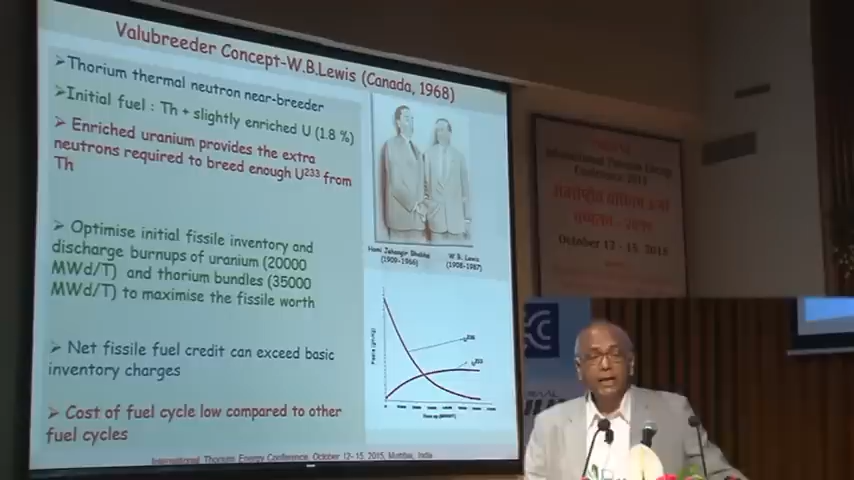 Valubreeder Concept-W.B.Lewis (Canada, 1968)
➢Thorium thermal neutron near-breeder
➢Initial fuel : Th + slightly enriched U (1.8 %)
➢ Enriched uranium provides the extra
neutrons required to breed enough U233 from
Th
➢ Optimise initial fissile inventory and
discharge burnups of uranium (20000
MWd/T) and thorium bundles (35000
MWd/T) to maximise the fissile worth
➢ Net fissile fuel credit can exceed basic
inventory charges
➢ Cost of fuel cycle low compared to other
fuel cycles
Homi Jehangir Bhabha
(1909-1966)
W B. Lewis
(1908-1987)
U235
U233
International Thorium Energy Conference, October 12-15, 2015, Mumbai, India
International Thorium Energy
Conference 2015
October 12 - 15, 2015